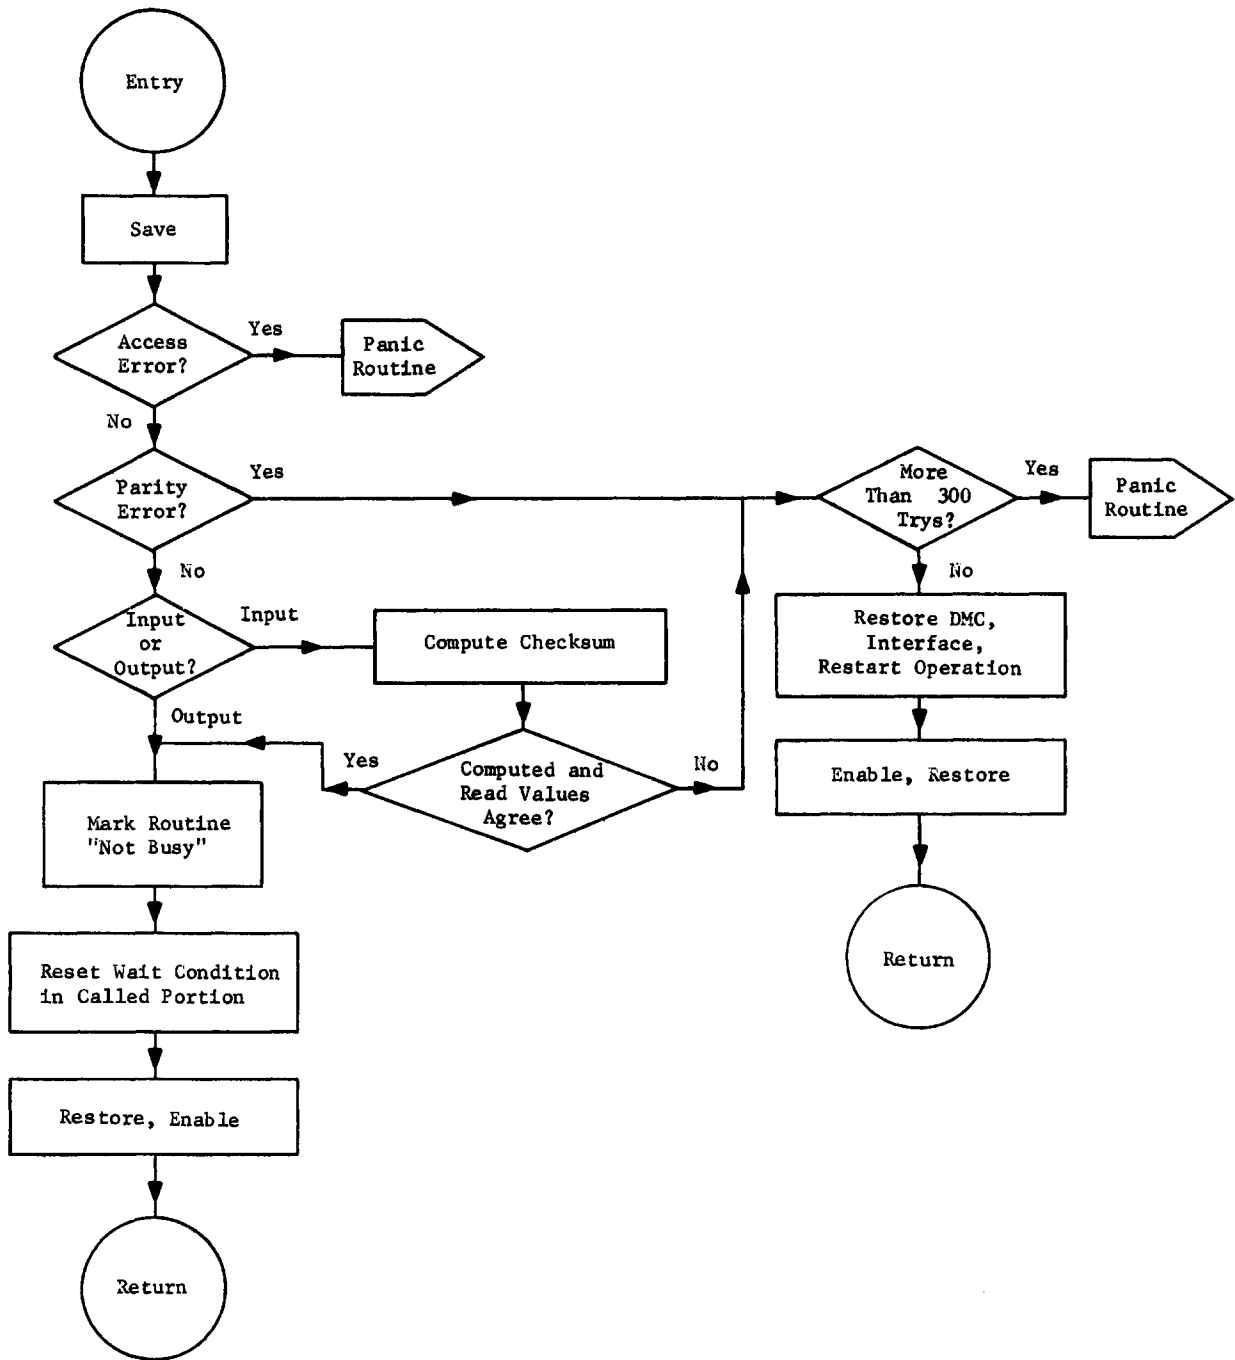 Entry
Save
Access
Error?
Yes
Panic
Routine
No
Parity
Error?
Yes
More
Than 300
Trys?
Yes
Panic
Routine
No
No
Input
or
Output?
Input
Compute Checksum
Restore DMC,
Interface,
Restart Operation
Output
Yes
Computed and
Read Values
Agree?
No
Enable, Restore
Mark Routine
"Not Busy"
Reset Wait Condition
in Called Portion
Return
Restore, Enable
Return